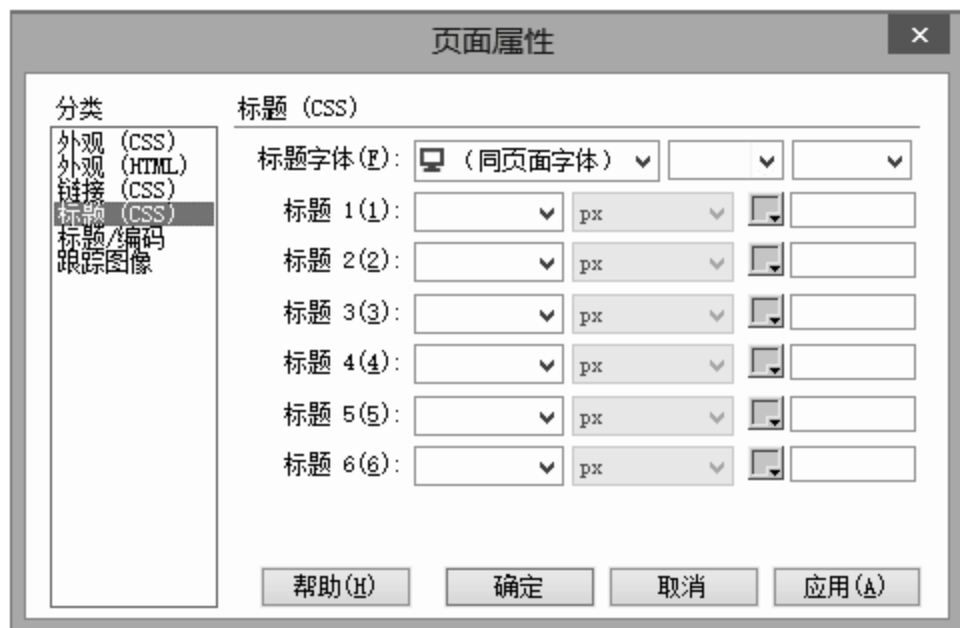 页面属性
分类
外观 (CSS)
外观 (HTML)
链接 (CSS)
标题 (CSS)
标题/编码
跟踪图像
标题 (CSS)
标题字体(F): (同页面字体)
标题 1(1): px
标题 2(2): px
标题 3(3): px
标题 4(4): px
标题 5(5): px
标题 6(6): px
帮助(H) 确定 取消 应用(A)